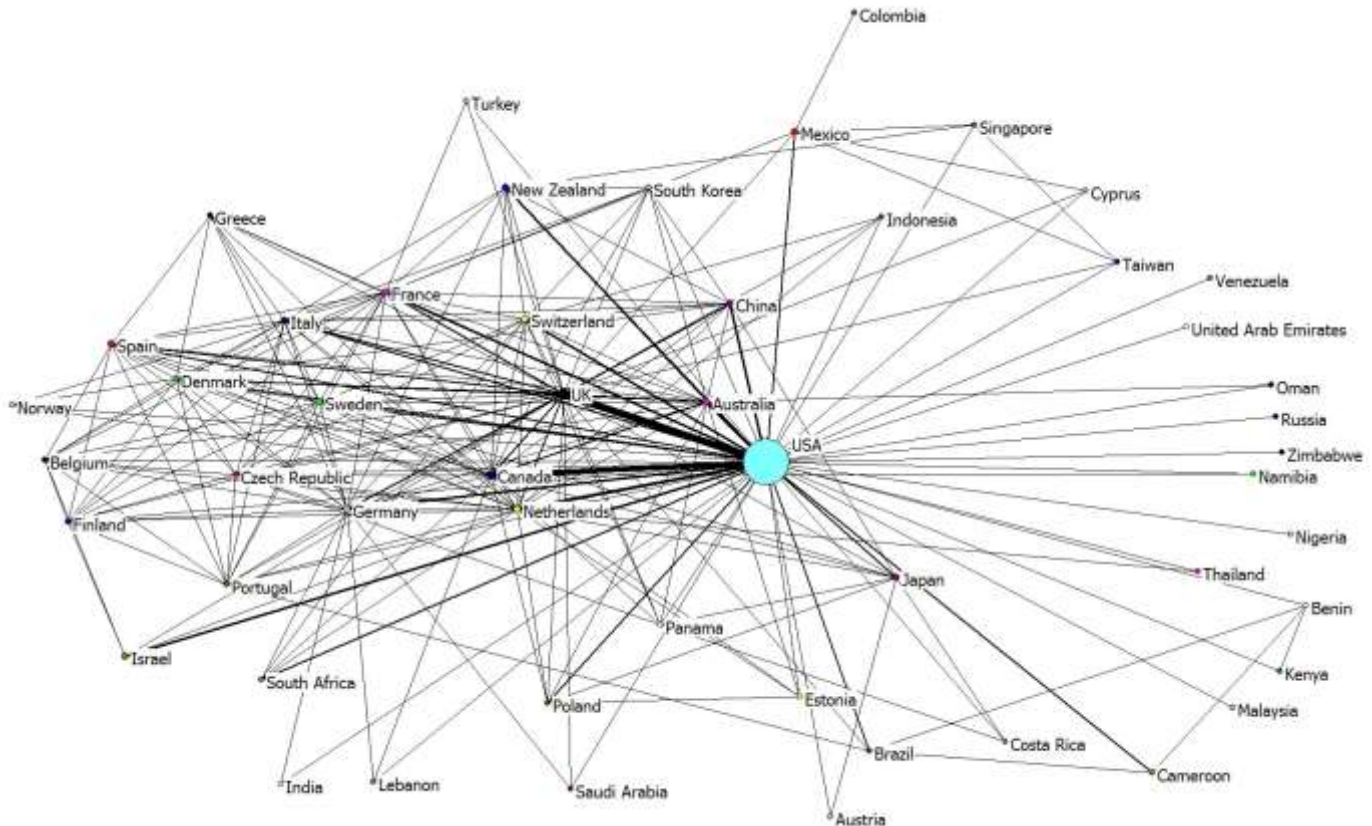 Colombia
Turkey
Singapore
Mexico
New Zealand
South Korea
Cyprus
Greece
Indonesia
Taiwan
Venezuela
France
China
Italy
Switzerland
United Arab Emirates
Spain
Denmark
Oman
UK
Norway
Sweden
Australia
Russia
USA
Zimbabwe
Belgium
Czech Republic
Canada
Namibia
Finland
Germany
Netherlands
Nigeria
Thailand
Japan
Portugal
Benin
Panama
Israel
Kenya
South Africa
Estonia
Poland
Malaysia
Costa Rica
Brazil
Cameroon
India
Lebanon
Saudi Arabia
Austria